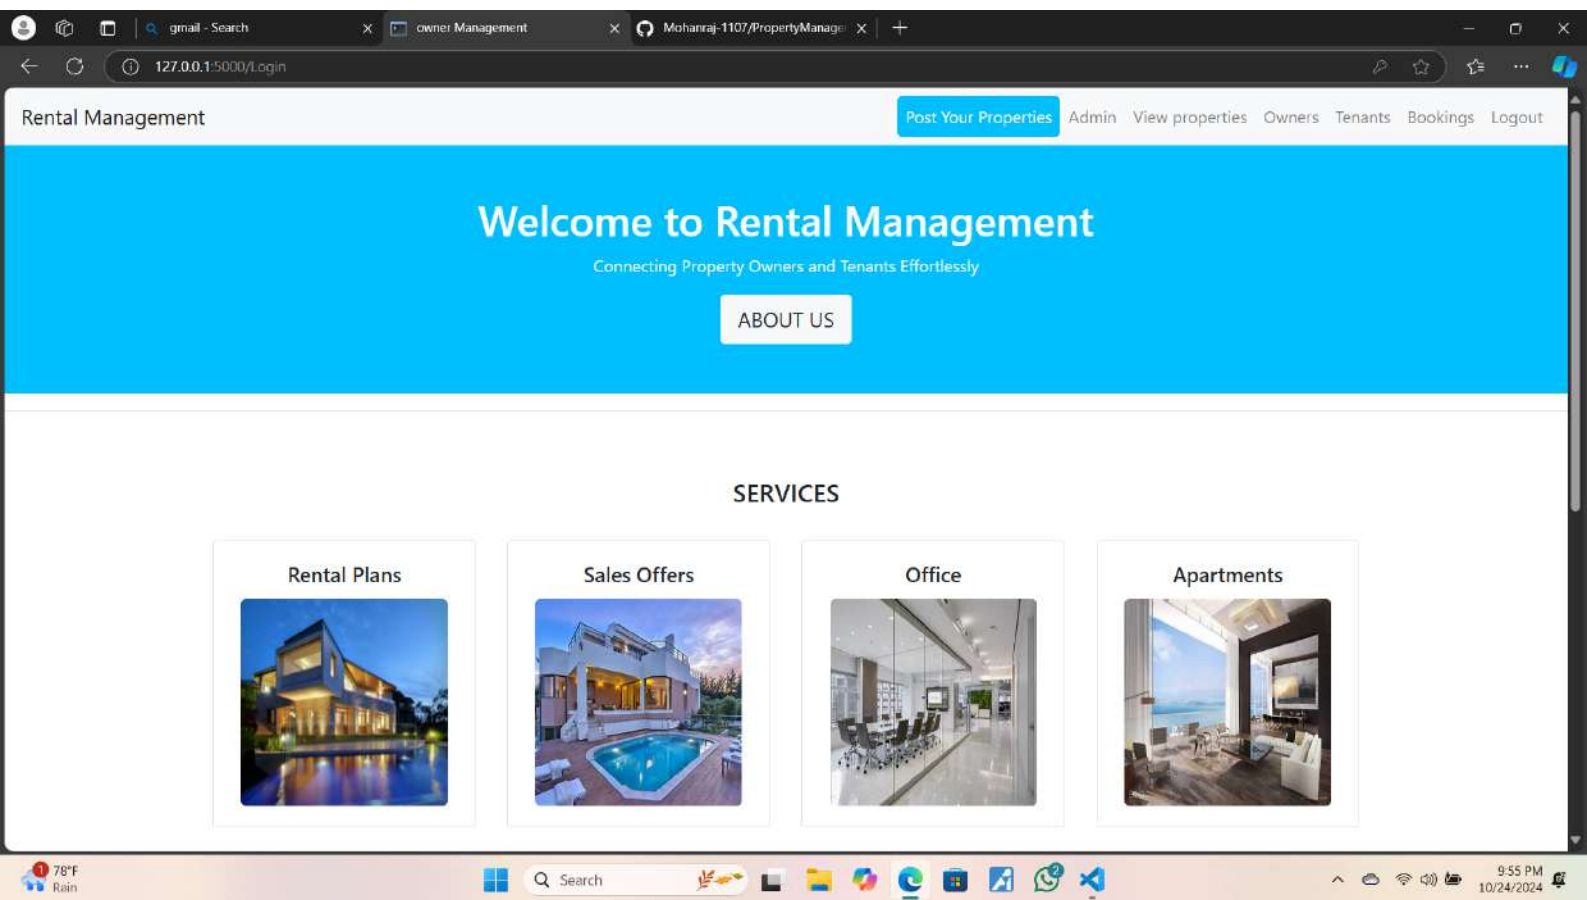 gmail - Search
owner Management
Mohanraj-1107/PropertyManage
127.0.0.1:5000/Login
Rental Management
Post Your Properties Admin View properties Owners Tenants Bookings Logout
Welcome to Rental Management
Connecting Property Owners and Tenants Effortlessly
ABOUT US
SERVICES
Rental Plans
Sales Offers
Office
Apartments
1
78°F
Rain
Search
2
9:55 PM
10/24/2024